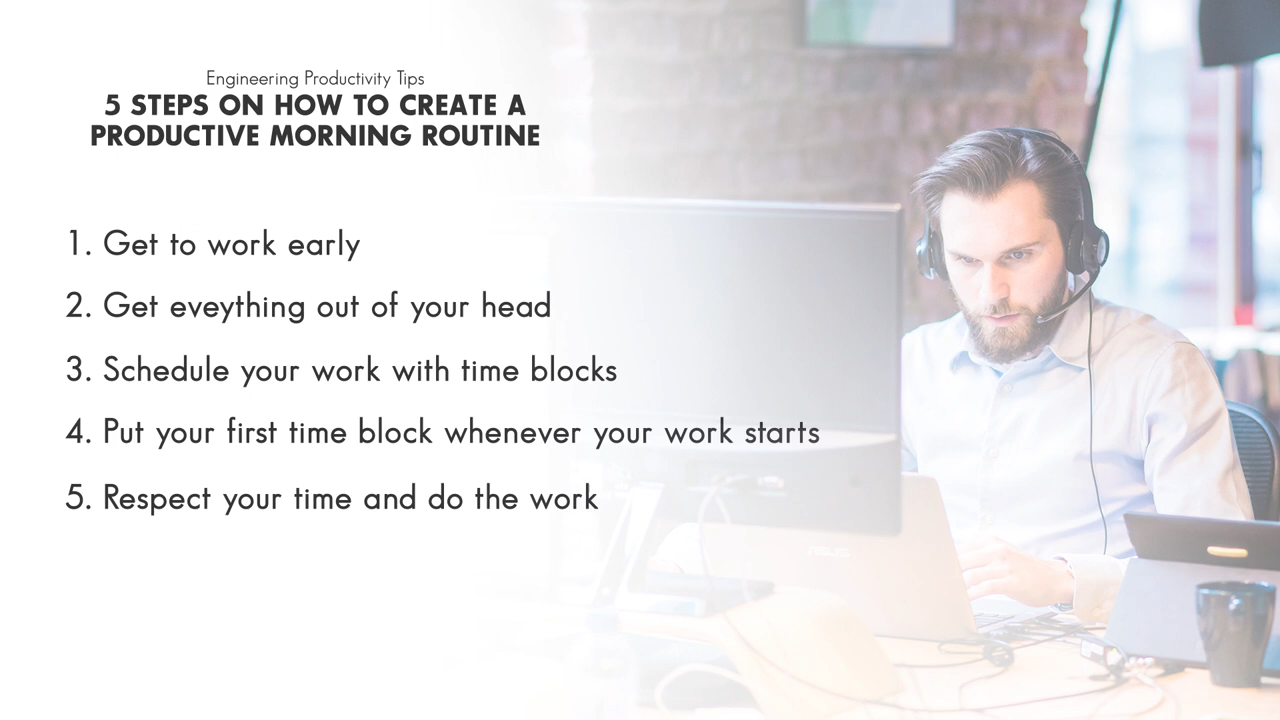 Engineering Productivity Tips
5 STEPS ON HOW TO CREATE A
PRODUCTIVE MORNING ROUTINE
1. Get to work early
2. Get eveything out of your head
3. Schedule your work with time blocks
4. Put your first time block whenever your work starts
5. Respect your time and do the work
ASUS